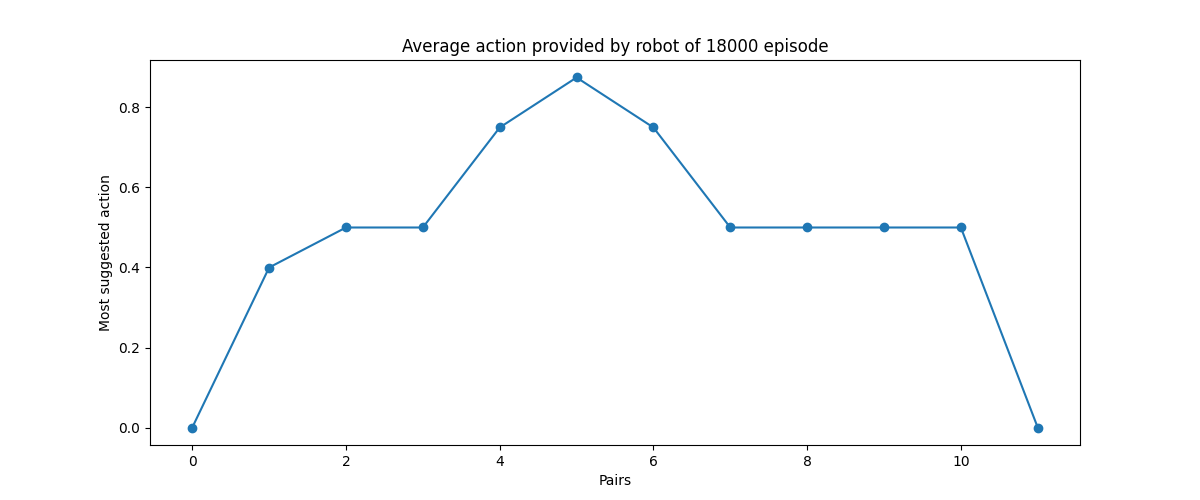 Average action provided by robot of 18000 episode
Most suggested action
0.8
0.6
0.4
0.2
0.0
0 2 4 6 8 10
Pairs